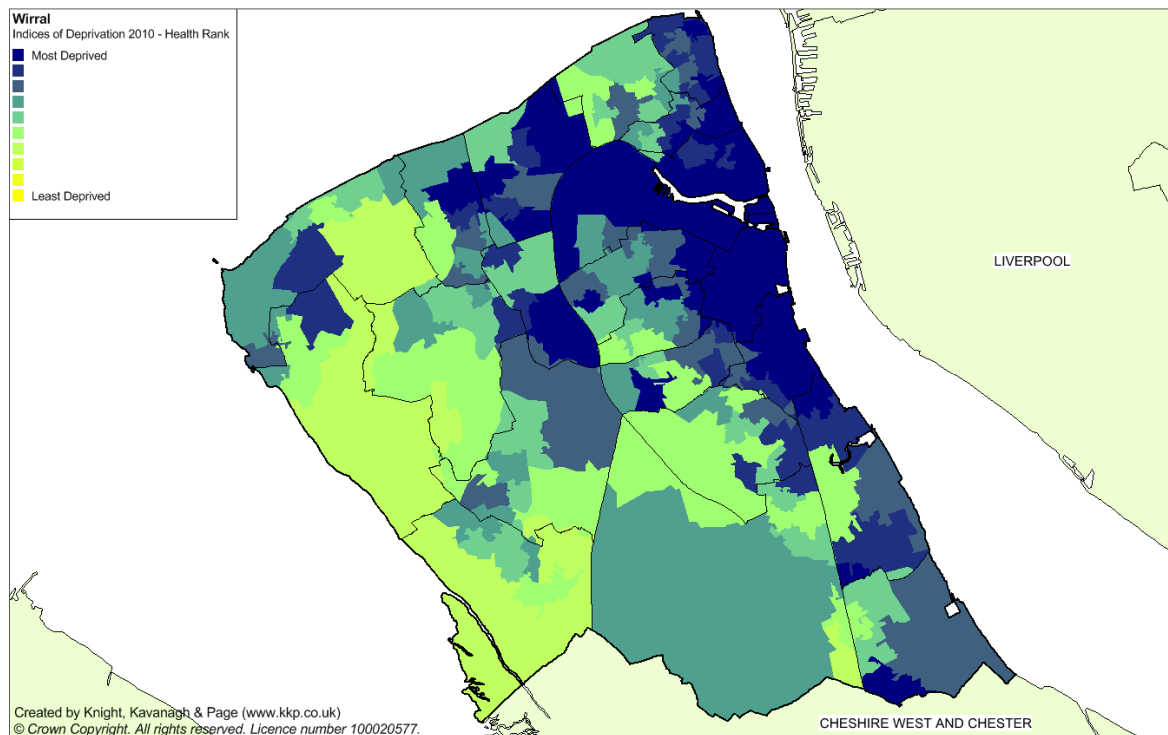 Wirral
Indices of Deprivation 2010 - Health Rank
Most Deprived
Least Deprived
LIVERPOOL
CHESHIRE WEST AND CHESTER
Created by Knight, Kavanagh & Page (www.kkp.co.uk)
© Crown Copyright. All rights reserved. Licence number 100020577.